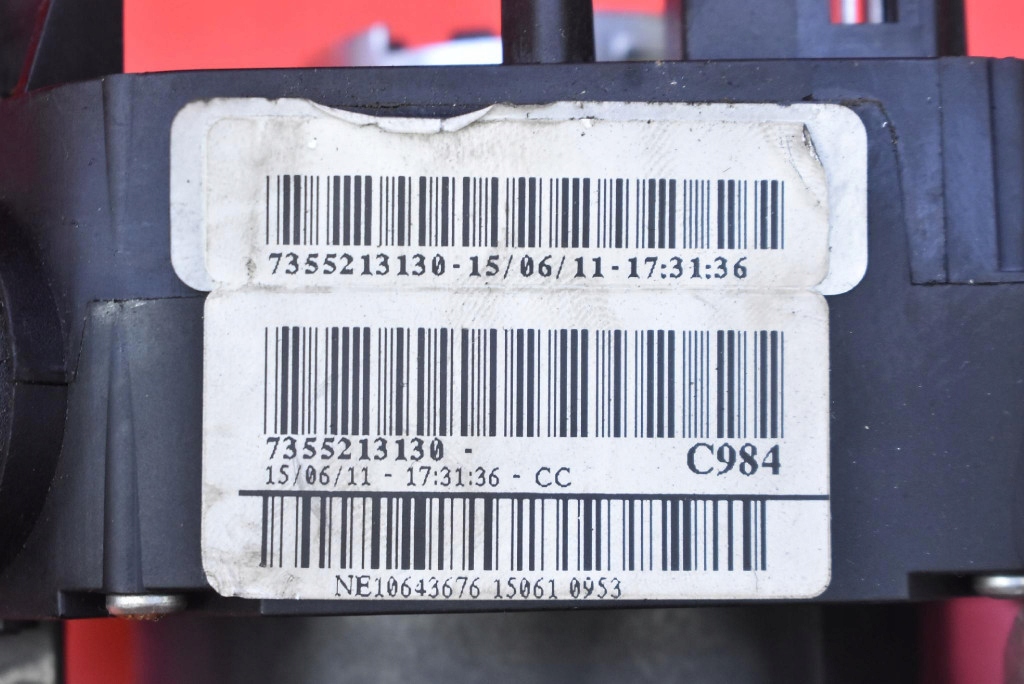 7355213130-15/06/11-17:31:36
7355213130 -
C984
15/06/11 - 17:31:36 - CC
NE10643676 15061 0953